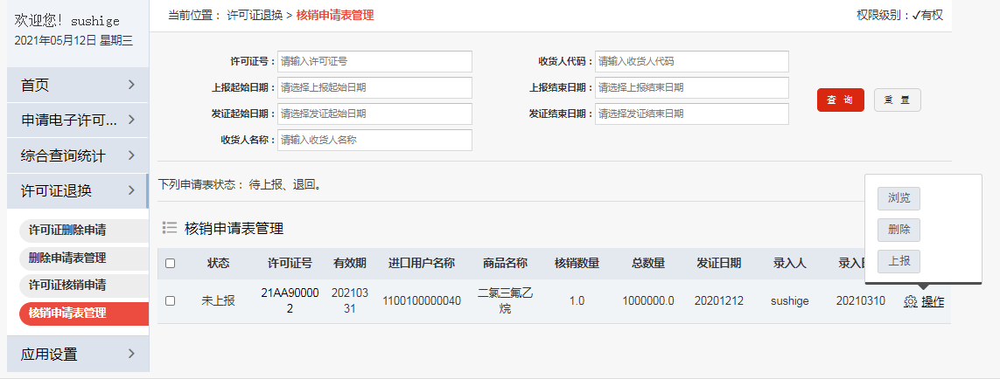 欢迎您！sushige
2021年05月12日 星期三
首页
申请电子许可...
综合查询统计
许可证退换
许可证删除申请
删除申请表管理
许可证核销申请
核销申请表管理
应用设置
当前位置： 许可证退换 > 核销申请表管理
权限级别：✓有权
许可证号： 请输入许可证号
收货人代码： 请输入收货人代码
上报起始日期： 请选择上报起始日期
上报结束日期： 请选择上报结束日期
发证起始日期： 请选择发证起始日期
发证结束日期： 请选择发证结束日期
收货人名称： 请输入收货人名称
查 询
重 置
下列申请表状态： 待上报、退回。
核销申请表管理
浏览
删除
上报
状态 许可证号 有效期 进口用户名称 商品名称 核销数量 总数量 发证日期 录入人 录入
未上报 21AA900002 20210331 1100100000040 二氯三氟乙烷 1.0 1000000.0 20201212 sushige 20210310 操作